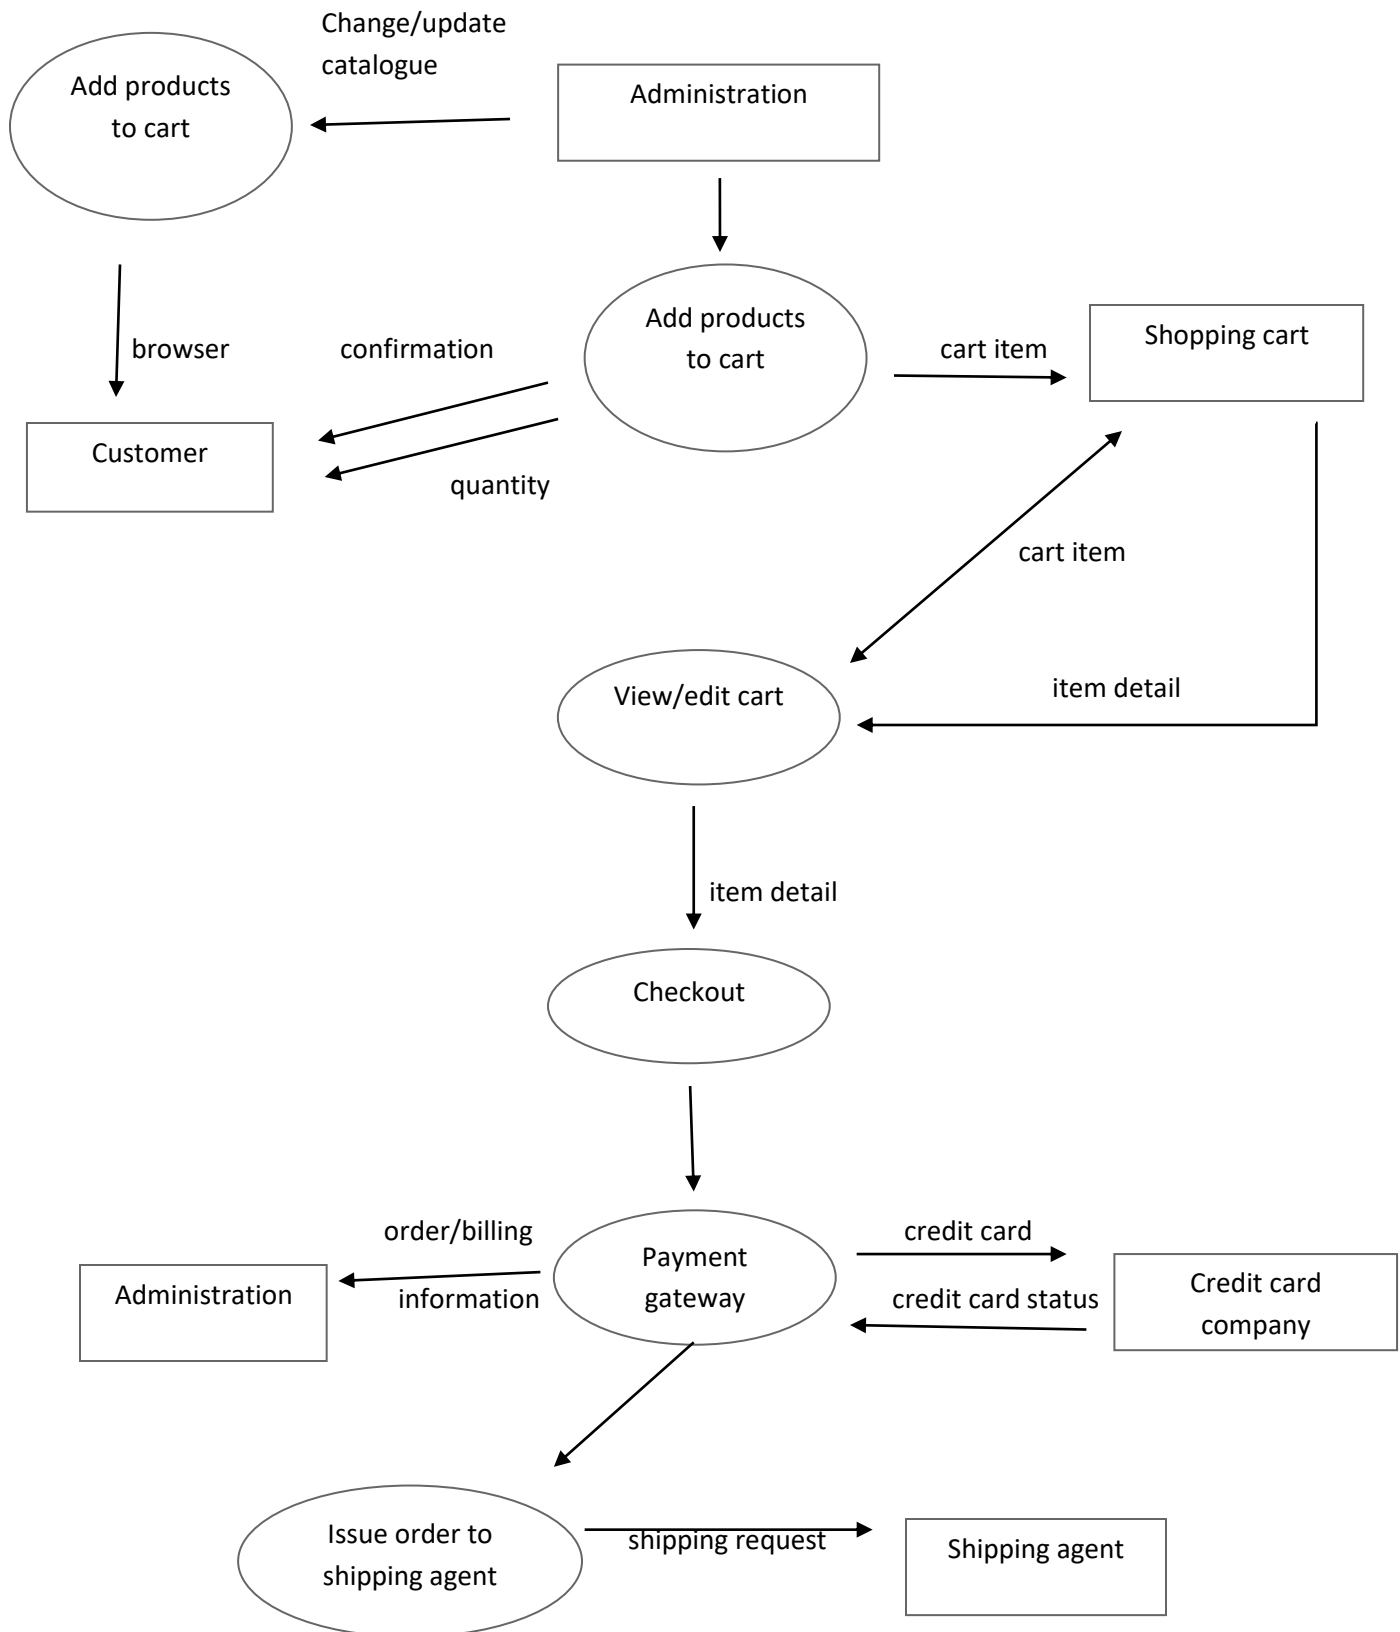 Change/update
catalogue
Add products
to cart
Administration
Add products
to cart
browser
confirmation
cart item
Shopping cart
Customer
quantity
cart item
View/edit cart
item detail
item detail
Checkout
order/billing
information
Payment
gateway
credit card
credit card status
Administration
Credit card
company
Issue order to
shipping agent
shipping request
Shipping agent